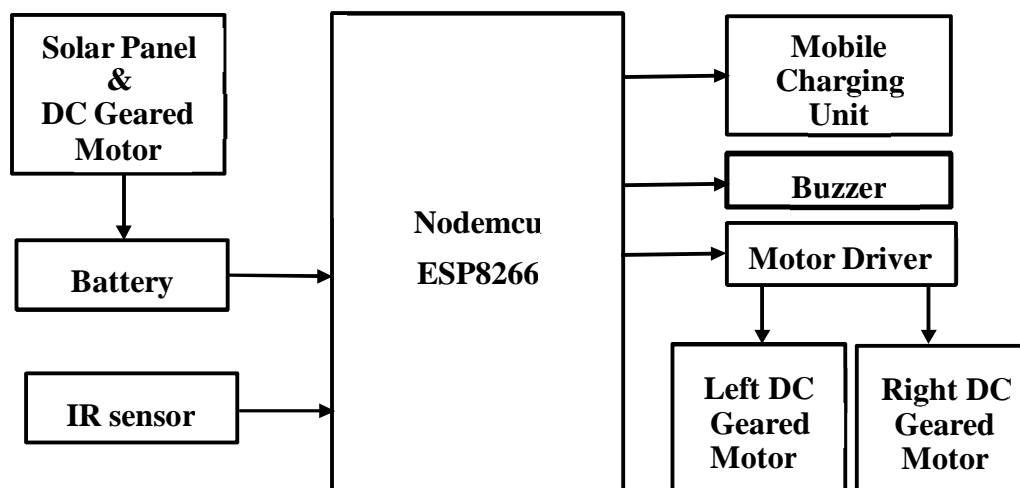 Solar Panel
&
DC Geared
Motor
Battery
IR sensor
Nodemcu
ESP8266
Mobile
Charging
Unit
Buzzer
Motor Driver
Left DC
Geared
Motor
Right DC
Geared
Motor